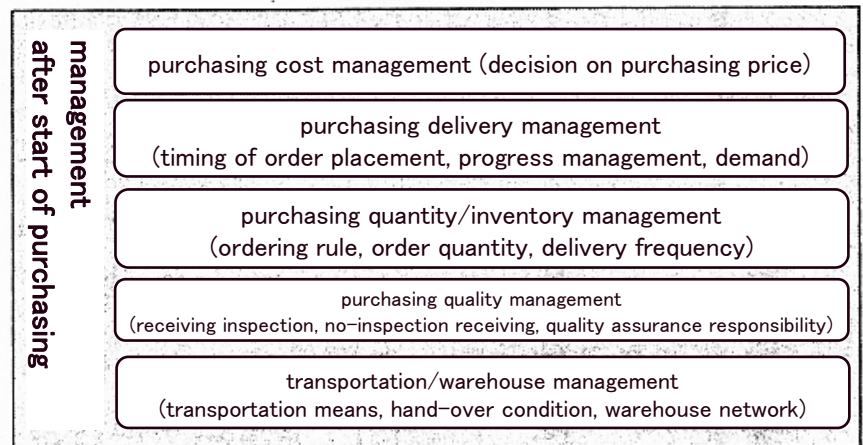 management
after start of purchasing
purchasing cost management (decision on purchasing price)
purchasing delivery management
(timing of order placement, progress management, demand)
purchasing quantity/inventory management
(ordering rule, order quantity, delivery frequency)
purchasing quality management
(receiving inspection, no-inspection receiving, quality assurance responsibility)
transportation/warehouse management
(transportation means, hand-over condition, warehouse network)